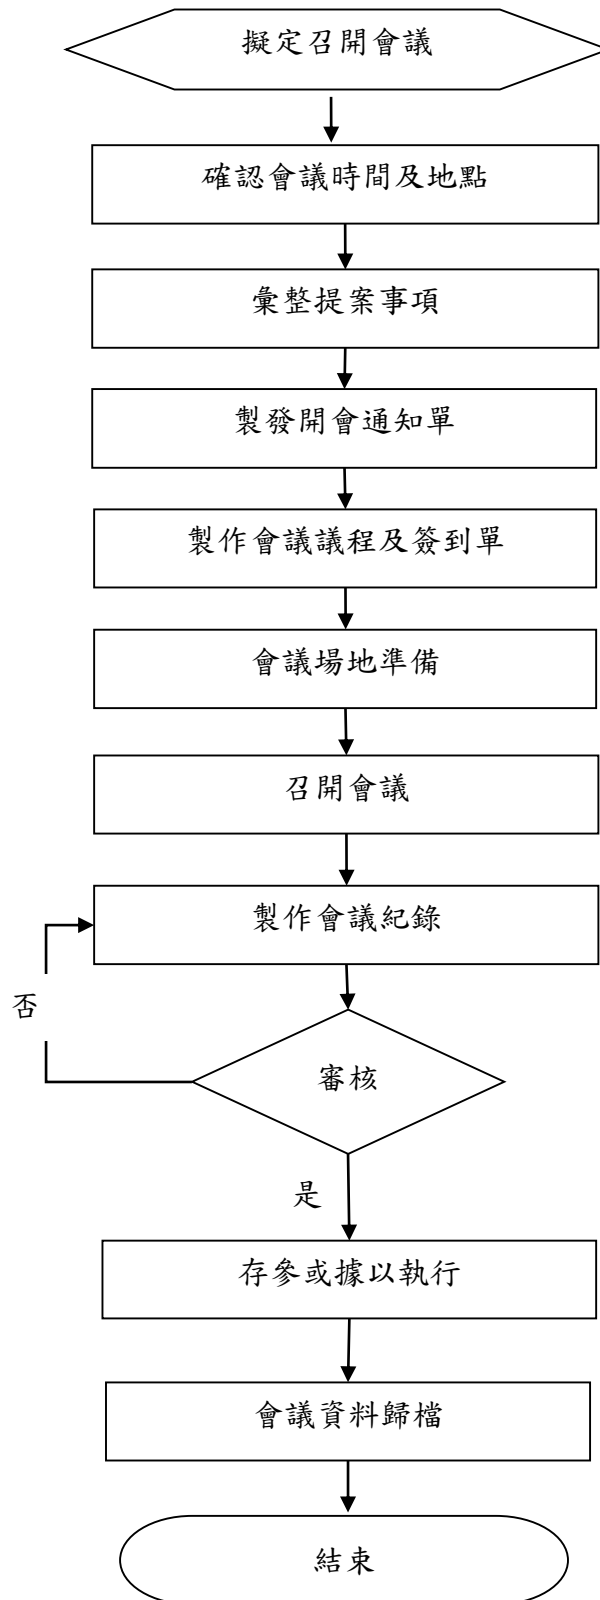 擬定召開會議
確認會議時間及地點
彙整提案事項
製發開會通知單
製作會議議程及簽到單
會議場地準備
召開會議
製作會議紀錄
否
審核
是
存參或據以執行
會議資料歸檔
結束